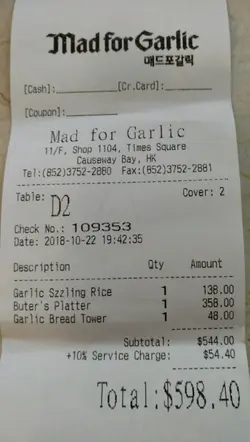 Mad for Garlic
매드포갈릭
[Cash]:__________[Cr.Card]:________
[Coupon]:__________
Mad for Garlic
11/F, Shop 1104, Times Square
Causeway Bay, HK
Tel:(852)3752-2880 Fax:(852)3752-2881
Table: D2 Cover: 2
Check No.: 109353
Date: 2018-10-22 19:42:35
Description Qty Amount
Garlic Szzling Rice 1 138.00
Buter's Platter 1 358.00
Garlic Bread Tower 1 48.00
Subtotal: $544.00
+10% Service Charge: $54.40
Total:$598.40